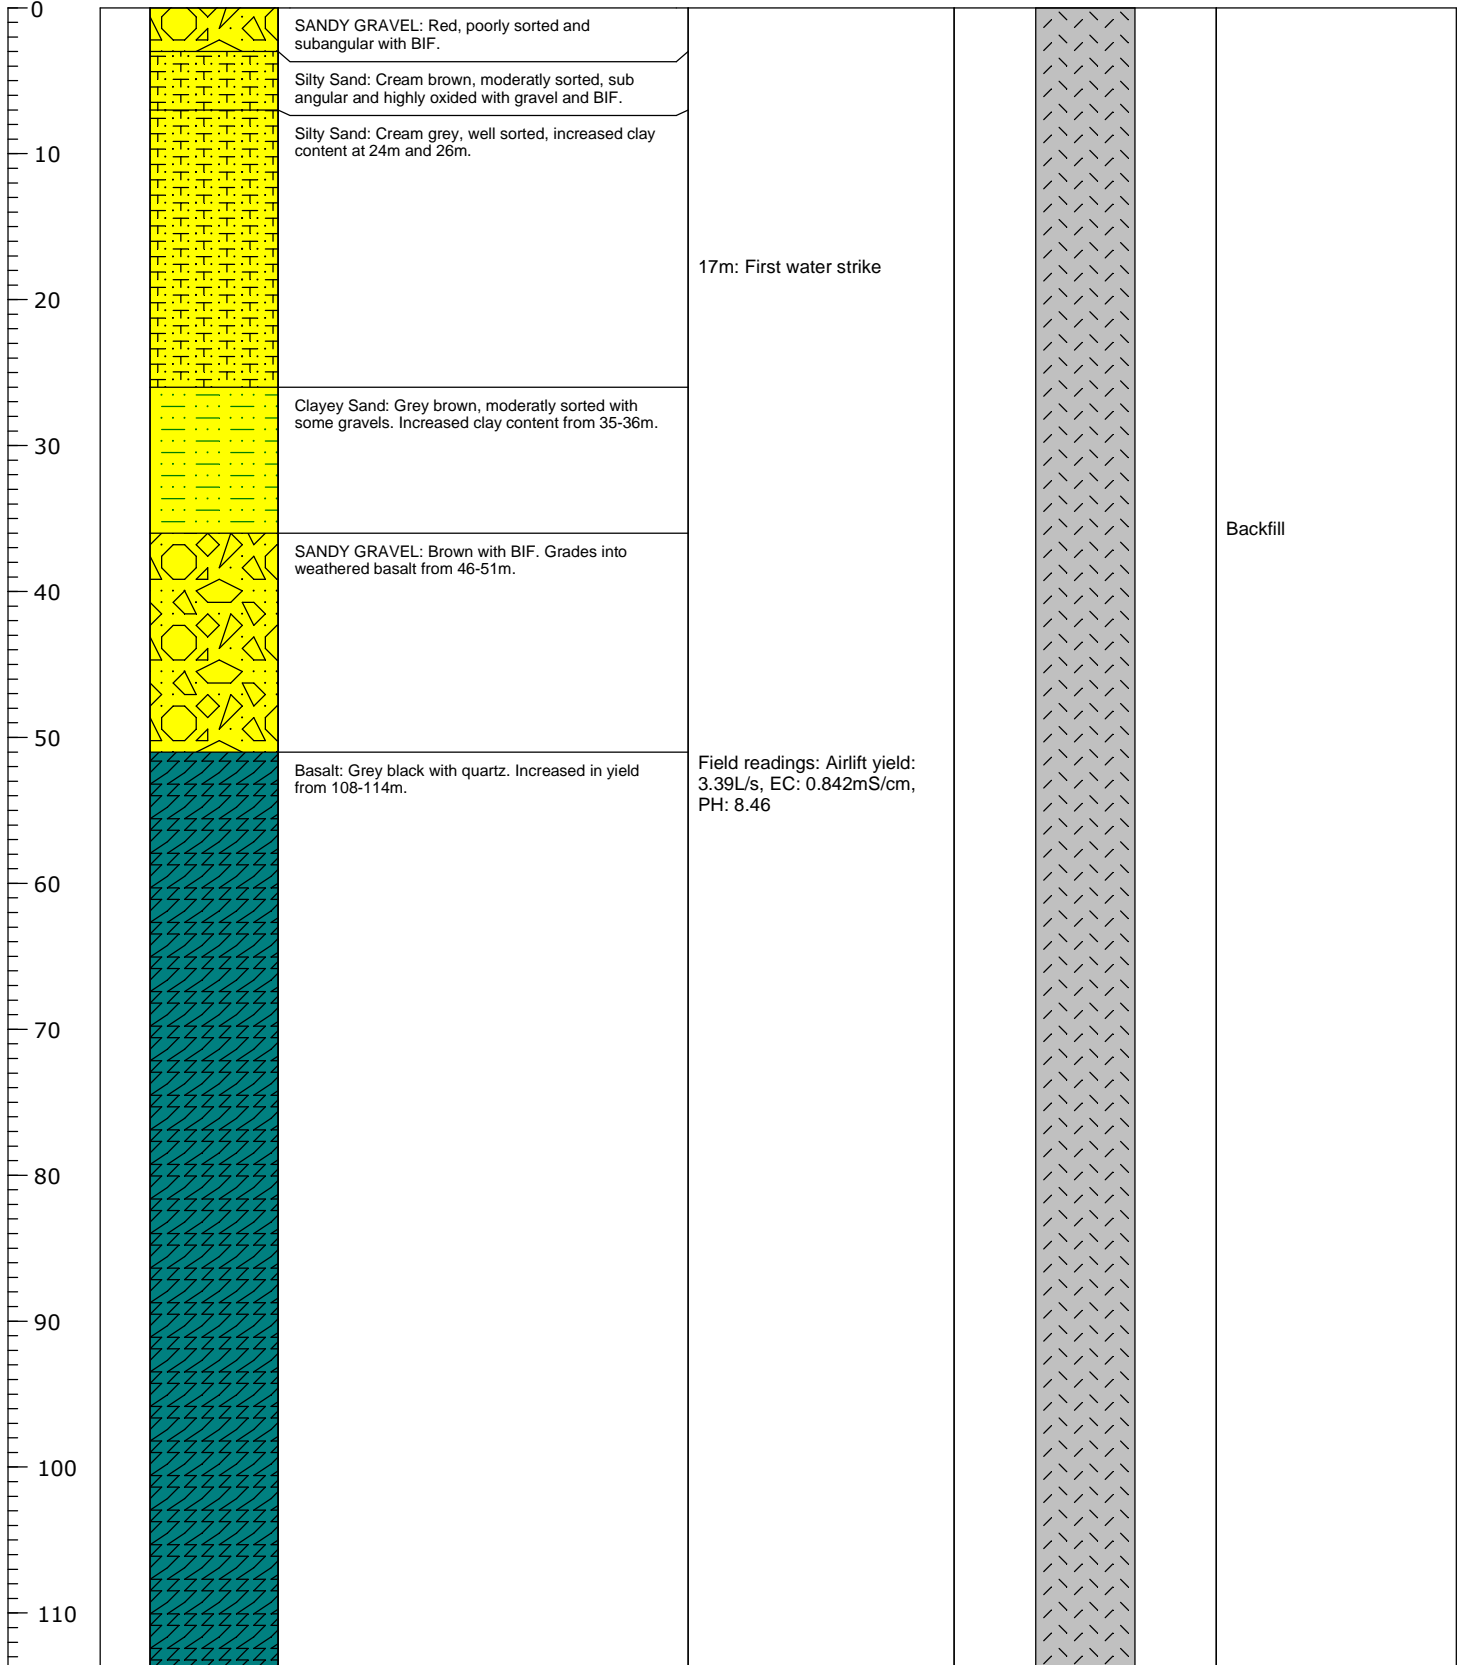 0
SANDY GRAVEL: Red, poorly sorted and
subangular with BIF.
Silty Sand: Cream brown, moderatly sorted, sub
angular and highly oxided with gravel and BIF.
Silty Sand: Cream grey, well sorted, increased clay
content at 24m and 26m.
10
17m: First water strike
20
Clayey Sand: Grey brown, moderatly sorted with
some gravels. Increased clay content from 35-36m.
30
Backfill
SANDY GRAVEL: Brown with BIF. Grades into
weathered basalt from 46-51m.
40
50
Basalt: Grey black with quartz. Increased in yield
from 108-114m.
Field readings: Airlift yield:
3.39L/s, EC: 0.842mS/cm,
PH: 8.46
60
70
80
90
100
110